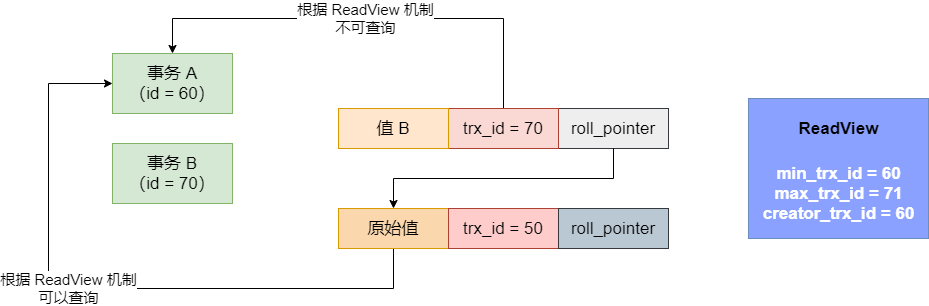 根据 ReadView 机制
不可查询
事务 A
（id = 60）
值 B
trx_id = 70
roll_pointer
ReadView
事务 B
（id = 70）
min_trx_id = 60
max_trx_id = 71
creator_trx_id = 60
原始值
trx_id = 50
roll_pointer
根据 ReadView 机制
可以查询